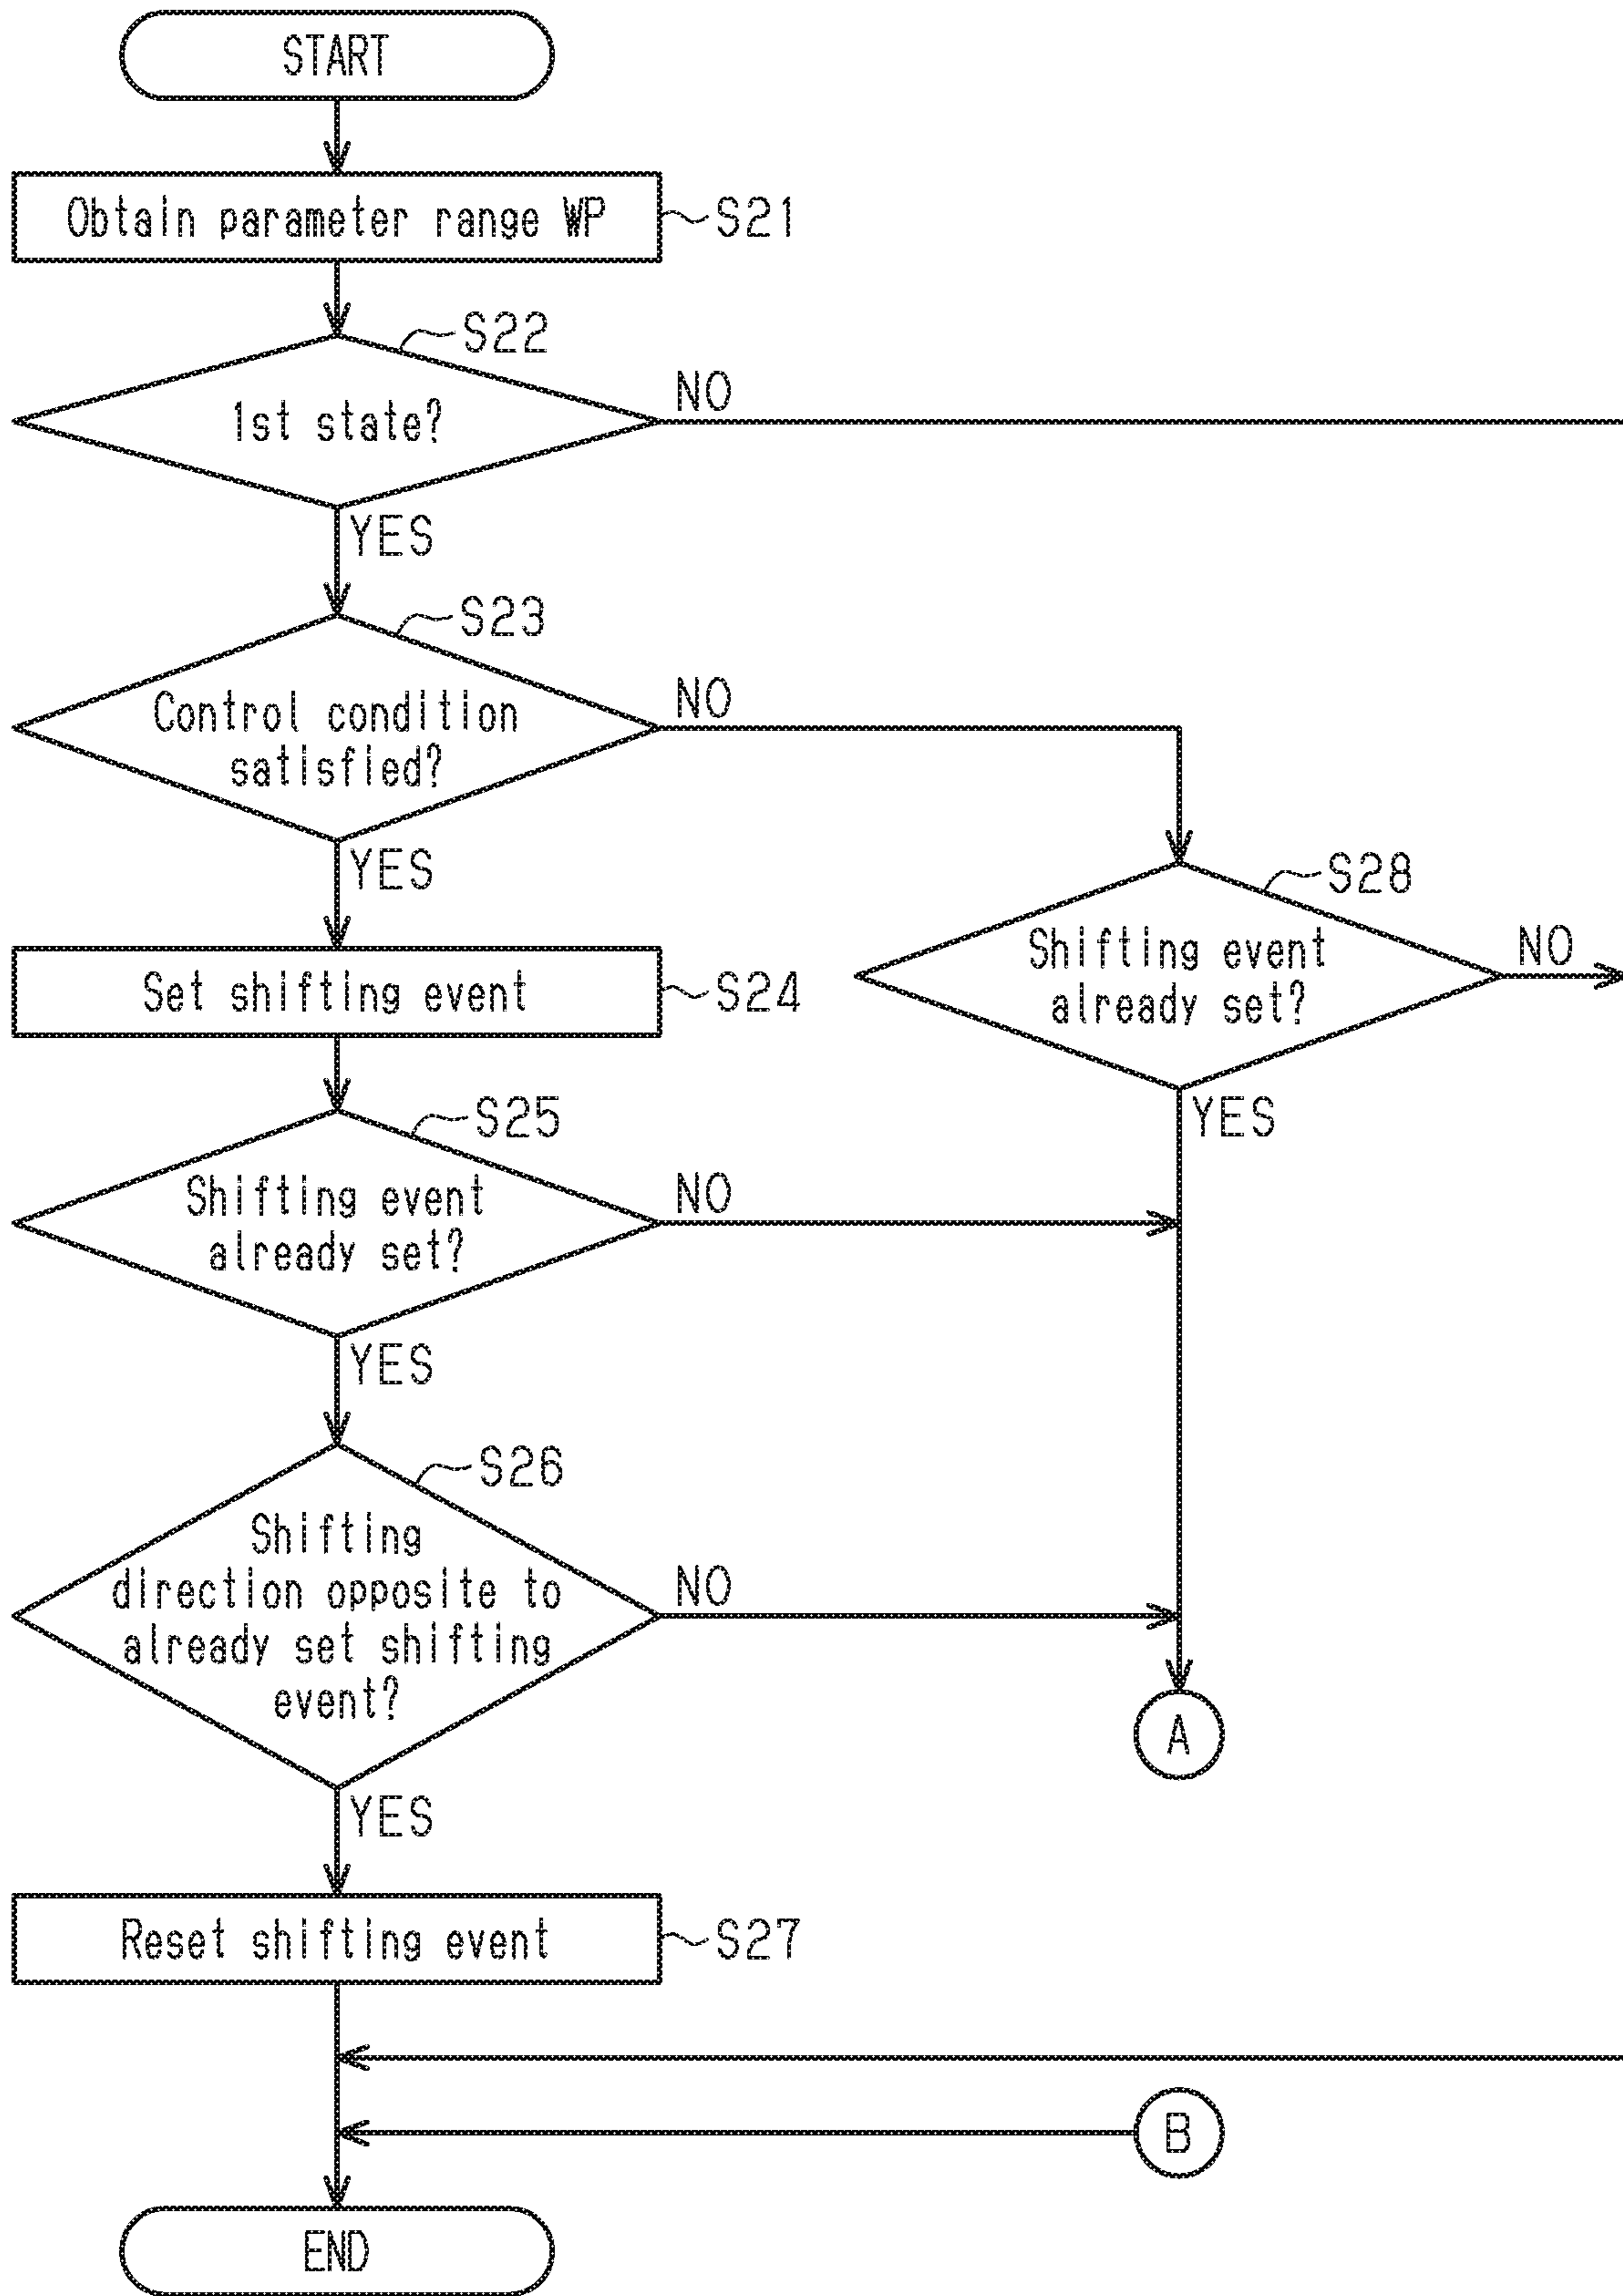 START
Obtain parameter range WP
S21
S22
1st state?
NO
YES
S23
Control condition
satisfied?
NO
YES
S28
Shifting event
already set?
NO
YES
Set shifting event
S24
S25
Shifting event
already set?
NO
YES
S26
Shifting
direction opposite to
already set shifting
event?
NO
YES
A
Reset shifting event
S27
B
END